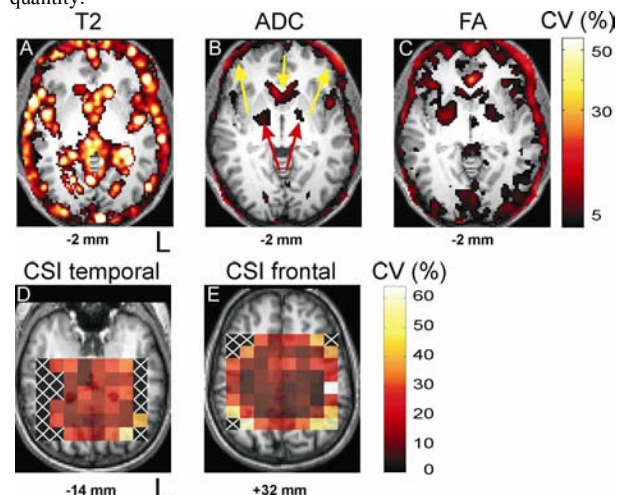 quantity.
T2 ADC FA CV (%)
A B C
50
30
5
-2 mm L -2 mm -2 mm
CSI temporal CSI frontal CV (%)
D E
60
50
40
30
20
10
0
-14 mm L +32 mm